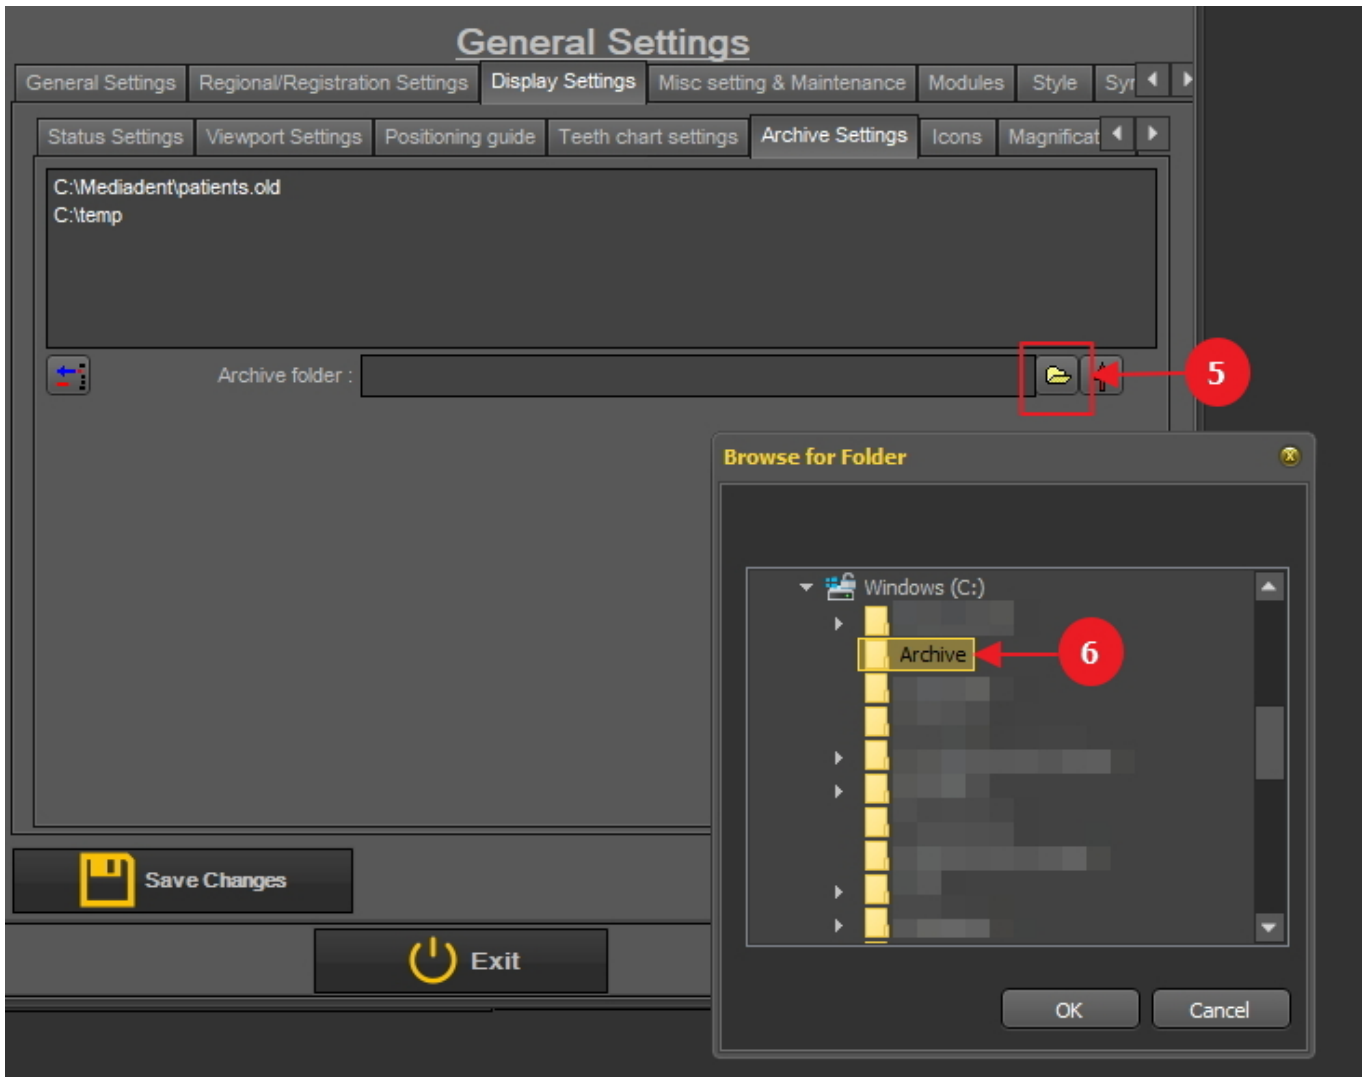 General Settings
General Settings Regional/Registration Settings Display Settings Misc setting & Maintenance Modules Style Syr
Status Settings Viewport Settings Positioning guide Teeth chart settings Archive Settings Icons Magnificat
C:\Mediadent\patients.old
C:\temp
Archive folder :
5
Browse for Folder
Windows (C:)
Archive
6
Save Changes
Exit
OK Cancel